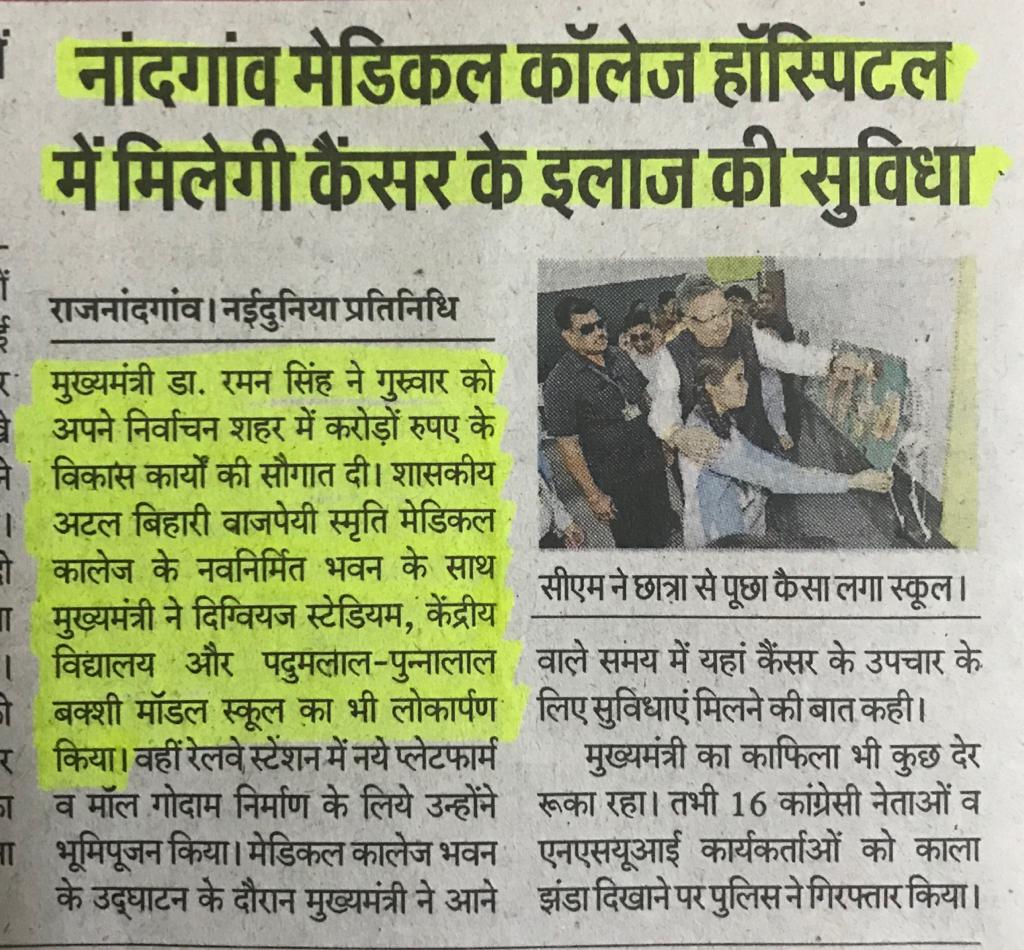 नांदगांव मेडिकल कॉलेज हॉस्पिटल
में मिलेगी कैंसर के इलाज की सुविधा
राजनांदगांव। नईदुनिया प्रतिनिधि
मुख्यमंत्री डा. रमन सिंह ने गुरूवार को
अपने निर्वाचन शहर में करोड़ों रुपए के
विकास कार्यों की सौगात दी। शासकीय
अटल बिहारी वाजपेयी स्मृति मेडिकल
कालेज के नवनिर्मित भवन के साथ
मुख्यमंत्री ने दिग्वियज स्टेडियम, केंद्रीय
विद्यालय और पदुमलाल-पुन्नालाल
बक्शी मॉडल स्कूल का भी लोकार्पण
किया। वहीं रेलवे स्टेशन में नये प्लेटफार्म
व मॉल गोदाम निर्माण के लिये उन्होंने
भूमिपूजन किया। मेडिकल कालेज भवन
के उद्घाटन के दौरान मुख्यमंत्री ने आने
सीएम ने छात्रा से पूछा कैसा लगा स्कूल।
वाले समय में यहां कैंसर के उपचार के
लिए सुविधाएं मिलने की बात कही।
मुख्यमंत्री का काफिला भी कुछ देर
रूका रहा। तभी 16 कांग्रेसी नेताओं व
एनएसयूआई कार्यकर्ताओं को काला
झंडा दिखाने पर पुलिस ने गिरफ्तार किया।